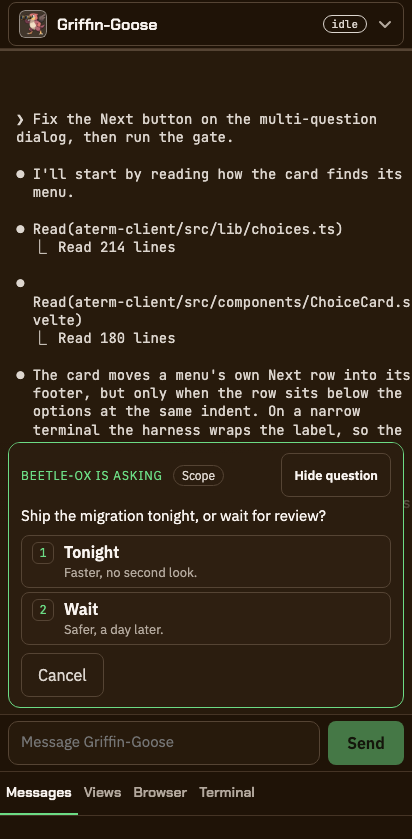 Griffin-Goose
idle
❯ Fix the Next button on the multi-question
dialog, then run the gate.
● I'll start by reading how the card finds its
menu.
● Read(aterm-client/src/lib/choices.ts)
⎿ Read 214 lines
●
Read(aterm-client/src/components/ChoiceCard.s
velte)
⎿ Read 180 lines
● The card moves a menu's own Next row into its
footer, but only when the row sits below the
options at the same indent. On a narrow
terminal the harness wraps the label, so the
BEETLE-OX IS ASKING
Scope
Hide question
Ship the migration tonight, or wait for review?
1 Tonight
Faster, no second look.
2 Wait
Safer, a day later.
Cancel
Message Griffin-Goose
Send
Messages Views Browser Terminal